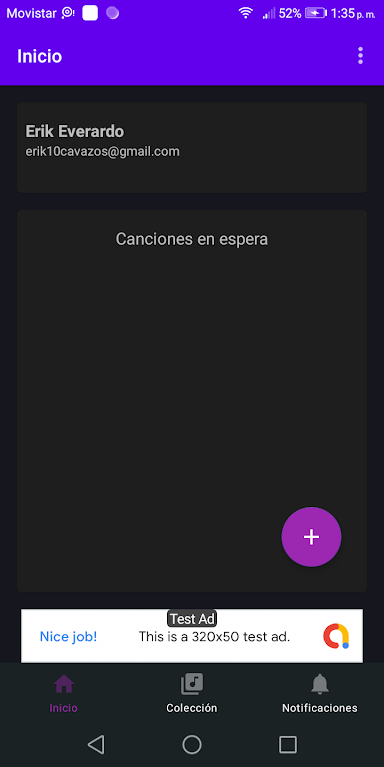 Movistar 52% 1:35 p. m.
Inicio
Erik Everardo
erik10cavazos@gmail.com
Canciones en espera
+
Test Ad
Nice job! This is a 320x50 test ad.
Inicio Colección Notificaciones